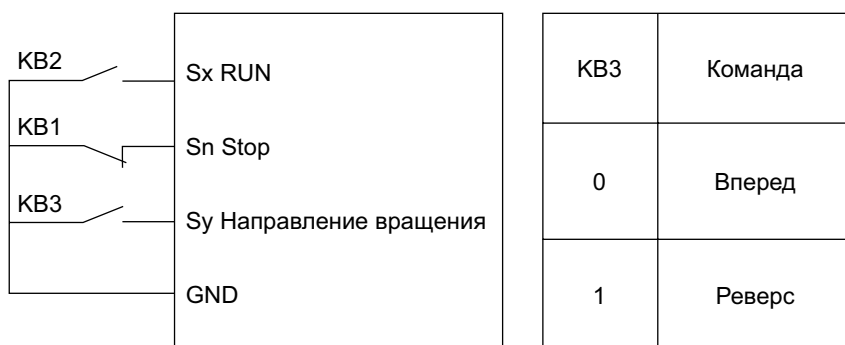 KB2
Sx RUN
KB1
Sn Stop
KB3
Sy Направление вращения
GND
KB3 Команда
0 Вперед
1 Реверс